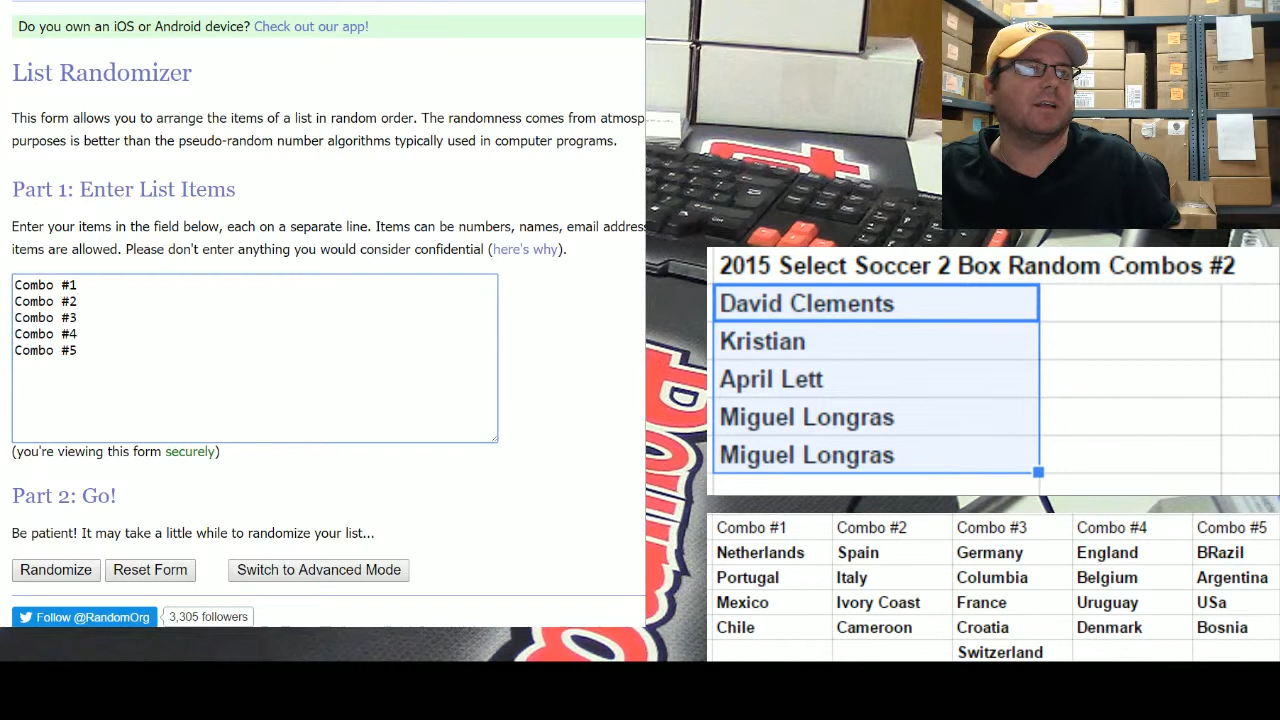 Do you own an iOS or Android device? Check out our app!
List Randomizer
This form allows you to arrange the items of a list in random order. The randomness comes from atmosp
purposes is better than the pseudo-random number algorithms typically used in computer programs.
Part 1: Enter List Items
Enter your items in the field below, each on a separate line. Items can be numbers, names, email address
items are allowed. Please don't enter anything you would consider confidential (here's why).
Combo #1
Combo #2
Combo #3
Combo #4
Combo #5
(you're viewing this form securely)
Part 2: Go!
Be patient! It may take a little while to randomize your list...
Randomize Reset Form Switch to Advanced Mode
Follow @RandomOrg 3,305 followers
2015 Select Soccer 2 Box Random Combos #2
David Clements
Kristian
April Lett
Miguel Longras
Miguel Longras
Combo #1 Combo #2 Combo #3 Combo #4 Combo #5
Netherlands Spain Germany England BRazil
Portugal Italy Columbia Belgium Argentina
Mexico Ivory Coast France Uruguay USa
Chile Cameroon Croatia Denmark Bosnia
Switzerland